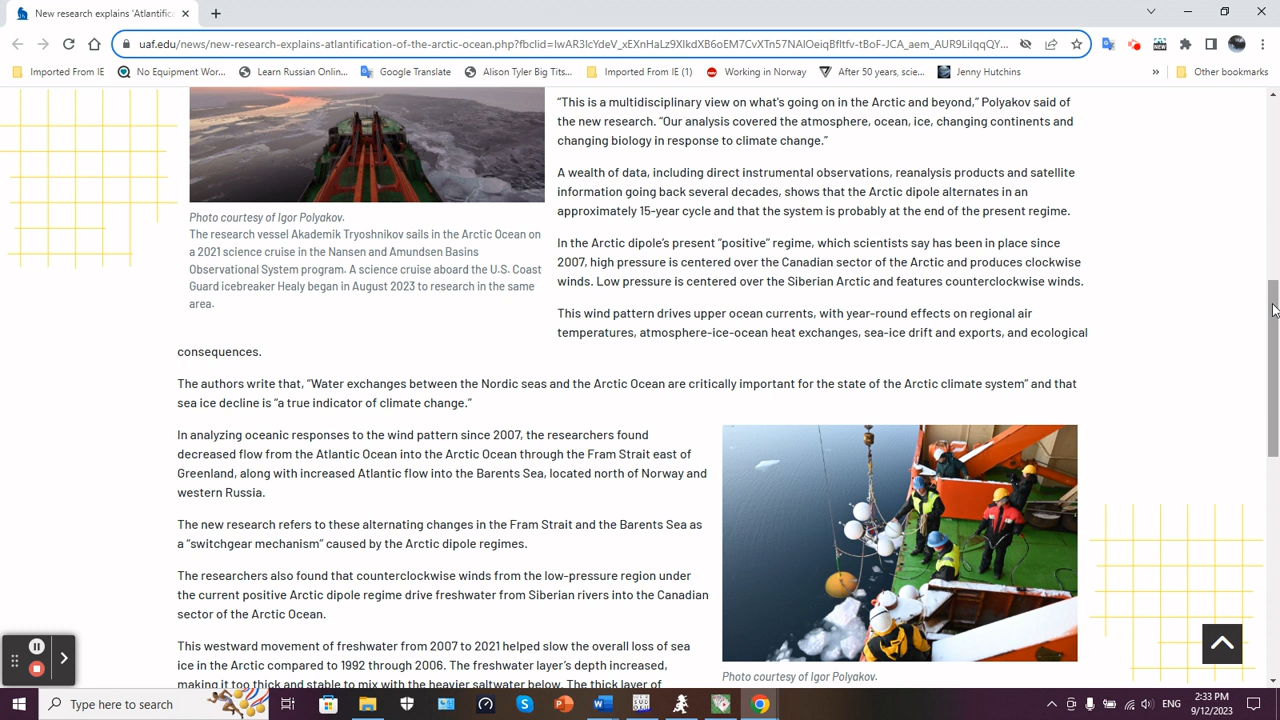 New research explains 'Atlantific
uaf.edu/news/new-research-explains-atlantification-of-the-arctic-ocean.php?fbclid=IwAR3IcYdeV_xEXnHaLz9XIkdXB6oEM7CvXTn57NAIOeiqBfItfv-tBoF-JCA_aem_AUR9LiIqqQY...
Imported From IE
No Equipment Wor...
Learn Russian Onlin...
Google Translate
Alison Tyler Big Tits...
Imported From IE (1)
Working in Norway
After 50 years, scie...
Jenny Hutchins
»
Other bookmarks
"This is a multidisciplinary view on what's going on in the Arctic and beyond," Polyakov said of
the new research. "Our analysis covered the atmosphere, ocean, ice, changing continents and
changing biology in response to climate change."
A wealth of data, including direct instrumental observations, reanalysis products and satellite
information going back several decades, shows that the Arctic dipole alternates in an
approximately 15-year cycle and that the system is probably at the end of the present regime.
In the Arctic dipole's present "positive" regime, which scientists say has been in place since
2007, high pressure is centered over the Canadian sector of the Arctic and produces clockwise
winds. Low pressure is centered over the Siberian Arctic and features counterclockwise winds.
This wind pattern drives upper ocean currents, with year-round effects on regional air
temperatures, atmosphere-ice-ocean heat exchanges, sea-ice drift and exports, and ecological
consequences.
Photo courtesy of Igor Polyakov.
The research vessel Akademik Tryoshnikov sails in the Arctic Ocean on
a 2021 science cruise in the Nansen and Amundsen Basins
Observational System program. A science cruise aboard the U.S. Coast
Guard icebreaker Healy began in August 2023 to research in the same
area.
The authors write that, "Water exchanges between the Nordic seas and the Arctic Ocean are critically important for the state of the Arctic climate system" and that
sea ice decline is "a true indicator of climate change."
In analyzing oceanic responses to the wind pattern since 2007, the researchers found
decreased flow from the Atlantic Ocean into the Arctic Ocean through the Fram Strait east of
Greenland, along with increased Atlantic flow into the Barents Sea, located north of Norway and
western Russia.
The new research refers to these alternating changes in the Fram Strait and the Barents Sea as
a "switchgear mechanism" caused by the Arctic dipole regimes.
The researchers also found that counterclockwise winds from the low-pressure region under
the current positive Arctic dipole regime drive freshwater from Siberian rivers into the Canadian
sector of the Arctic Ocean.
This westward movement of freshwater from 2007 to 2021 helped slow the overall loss of sea
ice in the Arctic compared to 1992 through 2006. The freshwater layer's depth increased,
making it too thick and stable to mix with the heavier saltwater below. The thick layer of
Photo courtesy of Igor Polyakov.
Type here to search
ENG
2:33 PM
9/12/2023